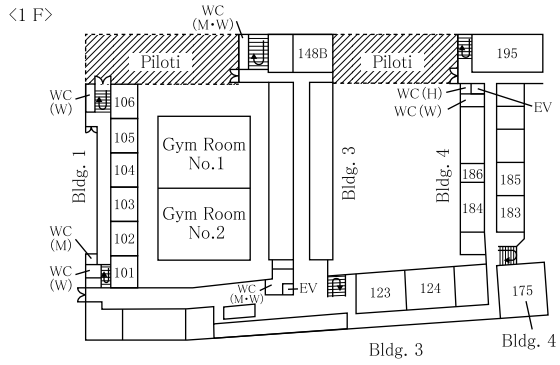 <1 F>
WC
(M・W)
148B
195
Piloti
Piloti
WC
(W)
106
WC(H)
WC(W)
EV
105
Gym Room
No.1
Bldg. 1
104
Bldg. 3
Bldg. 4
186
185
103
184
183
Gym Room
No.2
WC
(M)
102
WC
(W)
101
WC
(M・W)
EV
123
124
175
Bldg. 3
Bldg. 4